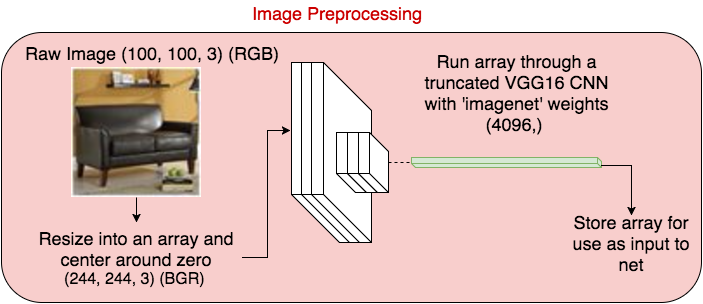 Image Preprocessing
Raw Image (100, 100, 3) (RGB)
Resize into an array and
center around zero
(244, 244, 3) (BGR)
Run array through a
truncated VGG16 CNN
with 'imagenet' weights
(4096,)
Store array for
use as input to
net